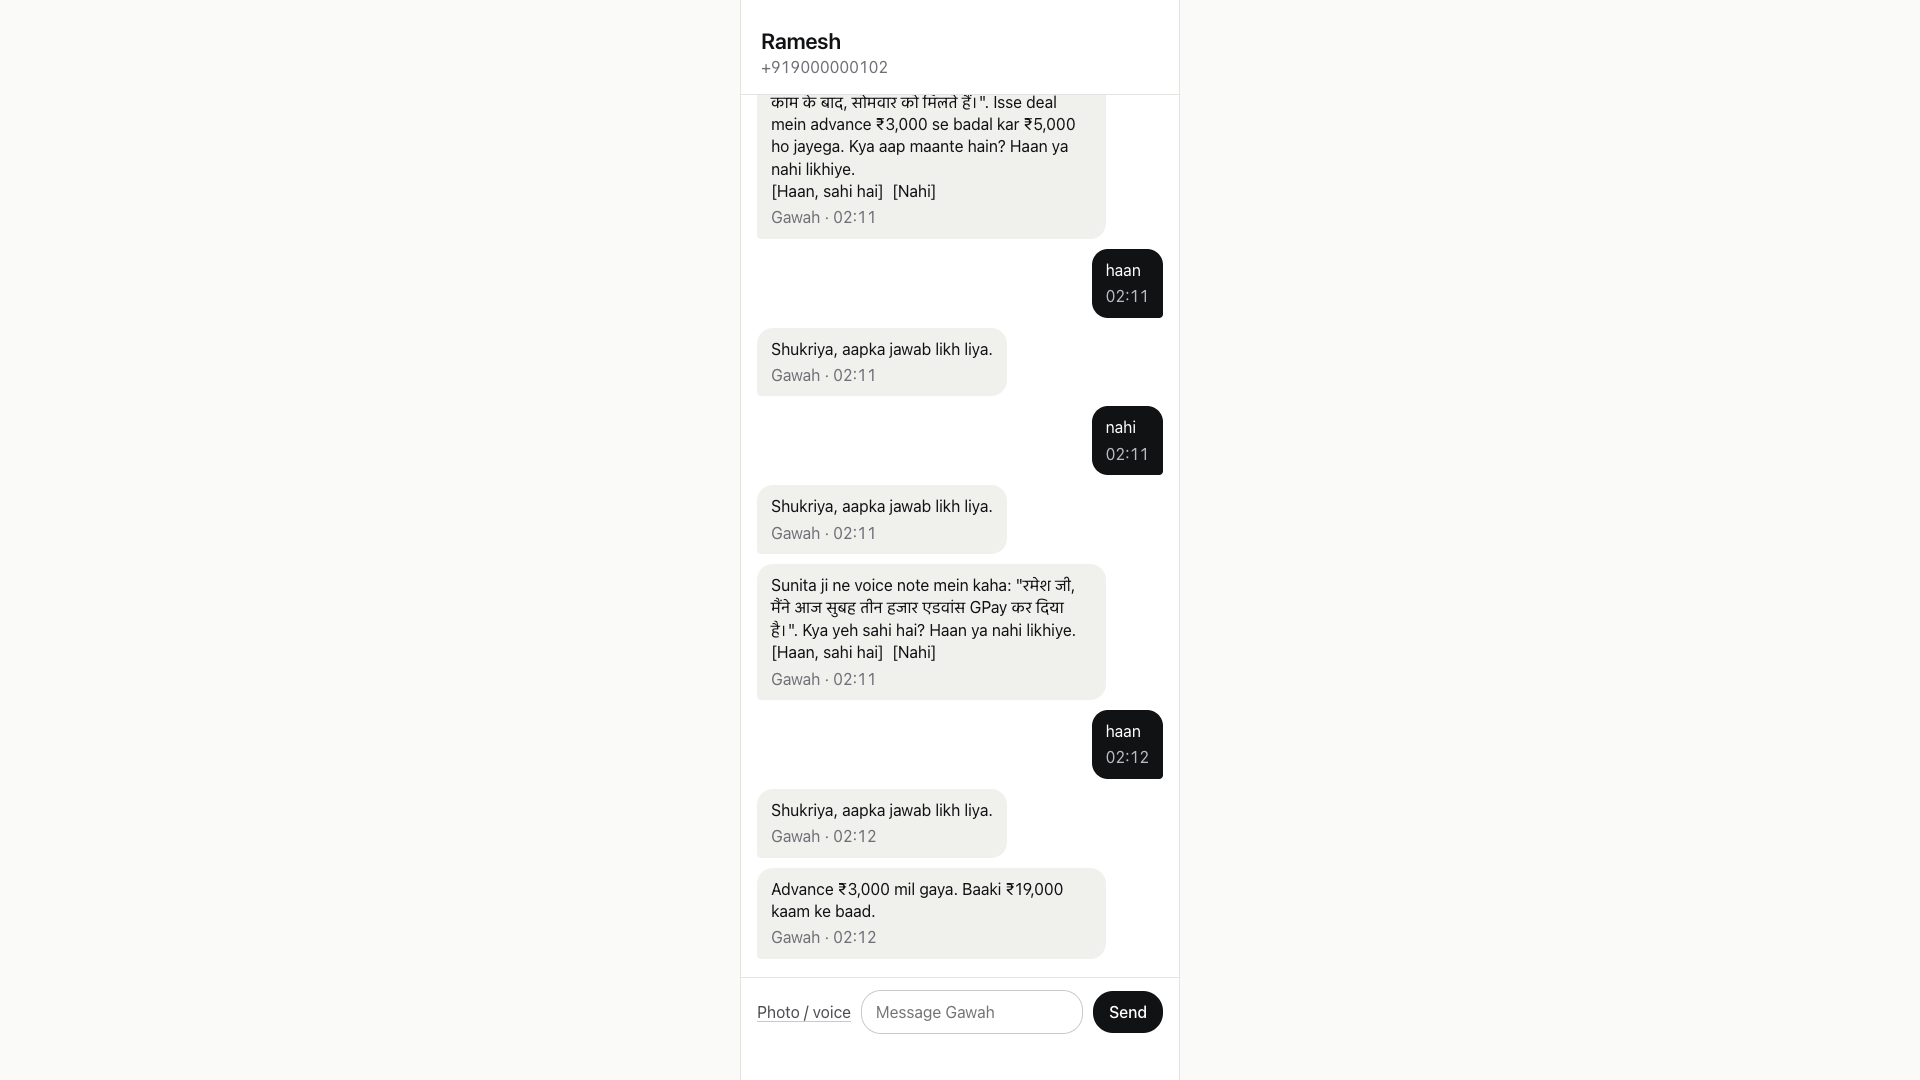 Ramesh
+919000000102
काम के बाद, सोमवार को मिलते हैं।". Isse deal
mein advance ₹3,000 se badal kar ₹5,000
ho jayega. Kya aap maante hain? Haan ya
nahi likhiye.
[Haan, sahi hai]  [Nahi]
Gawah · 02:11
haan
02:11
Shukriya, aapka jawab likh liya.
Gawah · 02:11
nahi
02:11
Shukriya, aapka jawab likh liya.
Gawah · 02:11
Sunita ji ne voice note mein kaha: "रमेश जी,
मैंने आज सुबह तीन हजार एडवांस GPay कर दिया
है।". Kya yeh sahi hai? Haan ya nahi likhiye.
[Haan, sahi hai]  [Nahi]
Gawah · 02:11
haan
02:12
Shukriya, aapka jawab likh liya.
Gawah · 02:12
Advance ₹3,000 mil gaya. Baaki ₹19,000
kaam ke baad.
Gawah · 02:12
Photo / voice
Message Gawah
Send